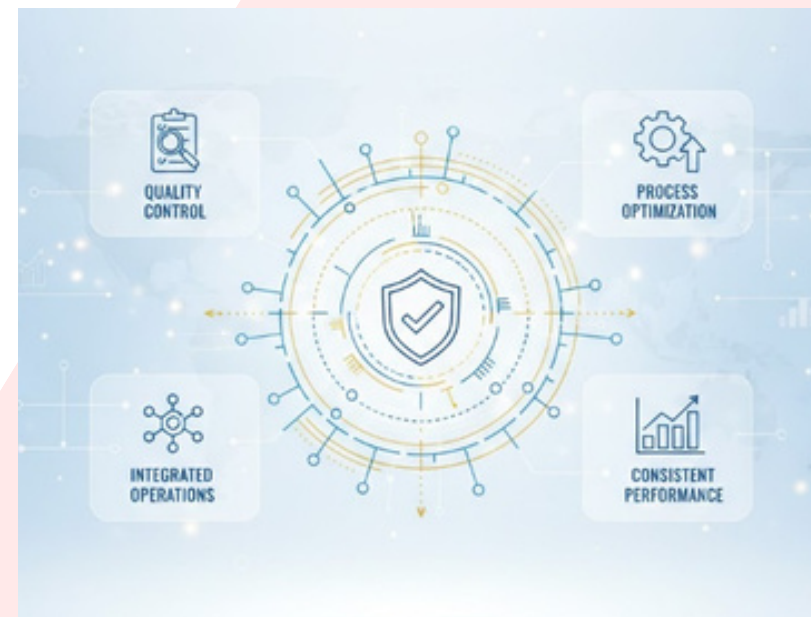 QUALITY
CONTROL
PROCESS
OPTIMIZATION
INTEGRATED
OPERATIONS
CONSISTENT
PERFORMANCE